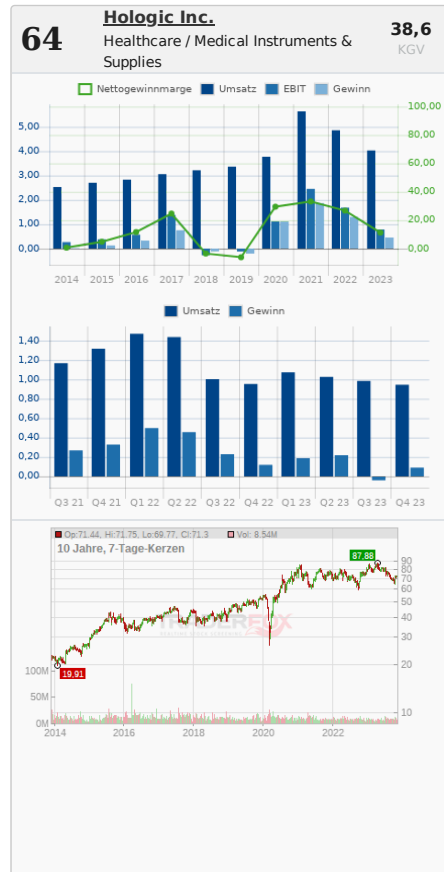 64
Hologic Inc.
Healthcare / Medical Instruments &
Supplies
38,6
KGV
Nettogewinnmarge Umsatz EBIT Gewinn
100,00
5,00
80,00
4,00
60,00
3,00
2,00
40,00
1,00
20,00
0,00
0,00
2014 2015 2016 2017 2018 2019 2020 2021 2022 2023
Umsatz Gewinn
1,40
1,20
1,00
0,80
0,60
0,40
0,20
0,00
Q3 21 Q4 21 Q1 22 Q2 22 Q3 22 Q4 22 Q1 23 Q2 23 Q3 23 Q4 23
Op:71.44, Hi:71.75, Lo:69.77, Cl:71.3 Vol: 8.54M
10 Jahre, 7-Tage-Kerzen
87,88
90
80
70
60
50
40
30
TRADERFOX
20
19,91
100M
50M
10
0M
2014 2016 2018 2020 2022